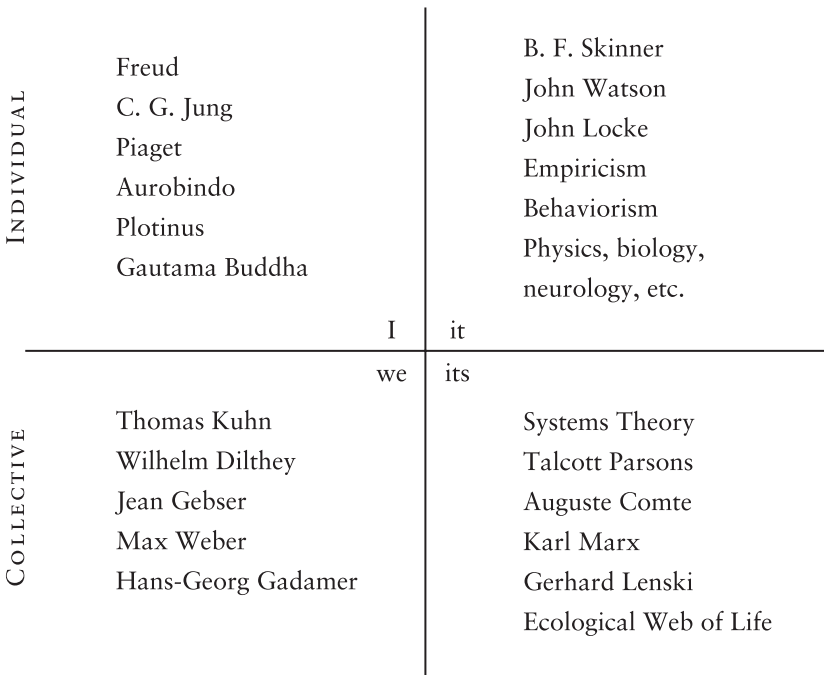 INDIVIDUAL
Freud
C. G. Jung
Piaget
Aurobindo
Plotinus
Gautama Buddha
I
B. F. Skinner
John Watson
John Locke
Empiricism
Behaviorism
Physics, biology,
neurology, etc.
it
COLLECTIVE
we
Thomas Kuhn
Wilhelm Dilthey
Jean Gebser
Max Weber
Hans-Georg Gadamer
its
Systems Theory
Talcott Parsons
Auguste Comte
Karl Marx
Gerhard Lenski
Ecological Web of Life